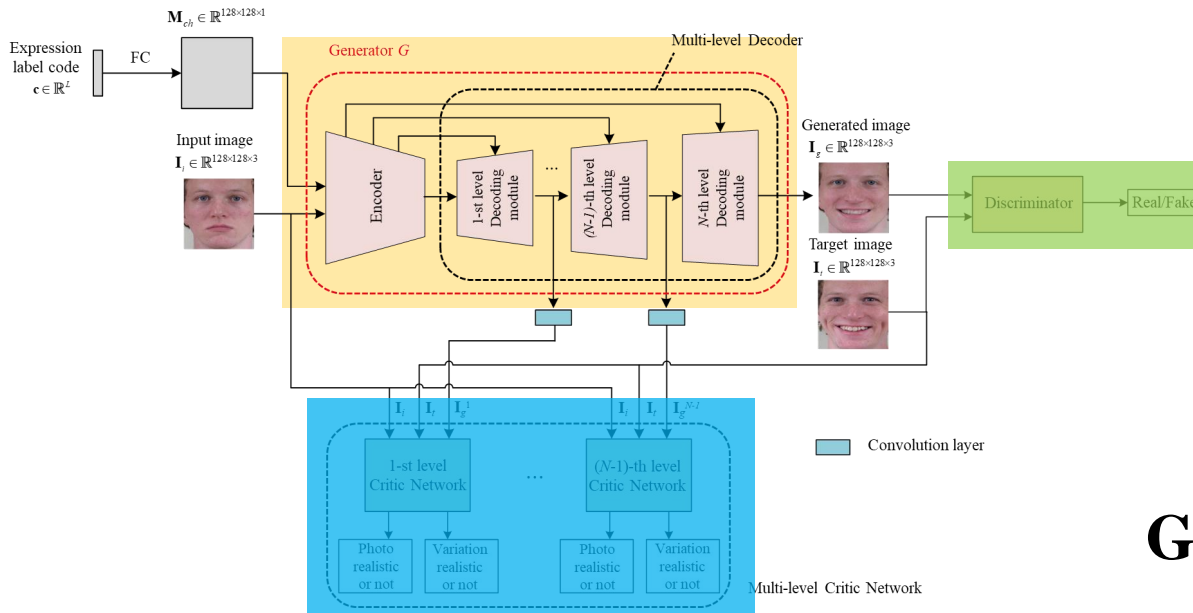 M_ch ∈ ℝ^128×128×1
Expression
label code
c ∈ ℝ^L
FC
Generator G
Multi-level Decoder
Input image
I_i ∈ ℝ^128×128×3
Encoder
1-st level
Decoding
module
...
(N-1)-th level
Decoding
module
N-th level
Decoding
module
Generated image
I_g ∈ ℝ^128×128×3
Target image
I_t ∈ ℝ^128×128×3
Discriminator
Real/Fake
I_i
I_t
I_g^1
I_i
I_t
I_g^N-1
1-st level
Critic Network
...
(N-1)-th level
Critic Network
Photo
realistic
or not
Variation
realistic
or not
Photo
realistic
or not
Variation
realistic
or not
Convolution layer
Multi-level Critic Network
G